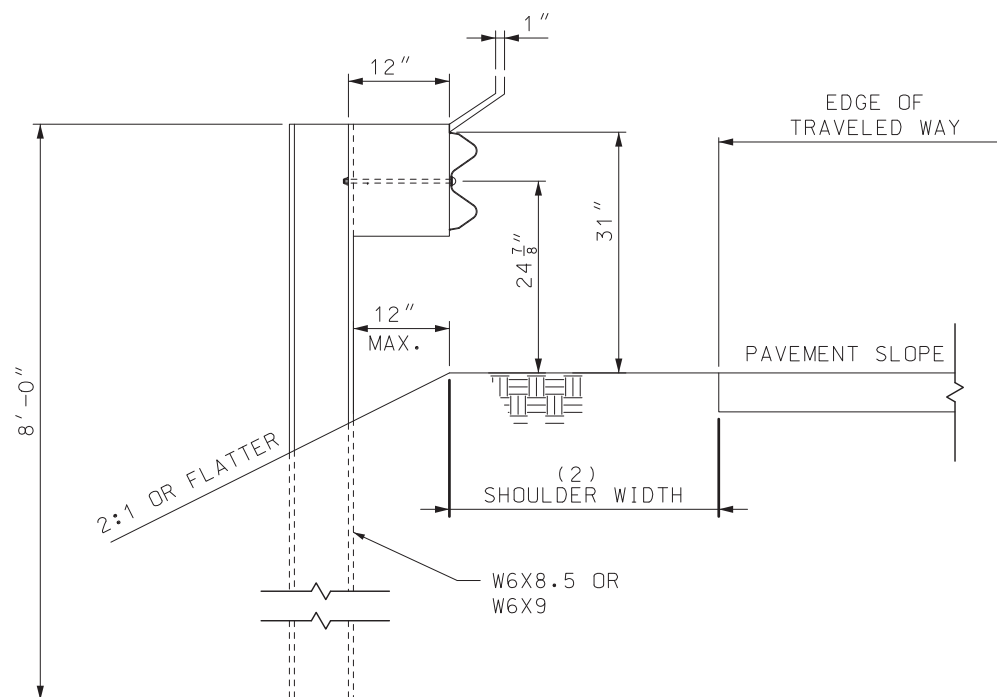 1"
12"
EDGE OF
TRAVELED WAY
31"
24 7/8"
12"
MAX.
PAVEMENT SLOPE
8'-0"
2:1 OR FLATTER
(2)
SHOULDER WIDTH
W6X8.5 OR
W6X9